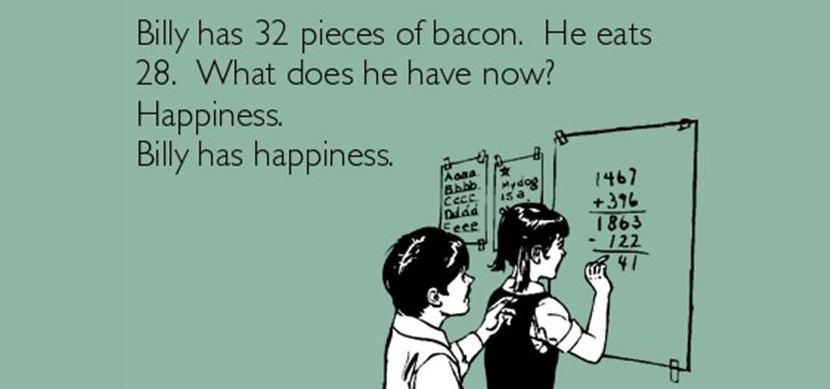 Billy has 32 pieces of bacon. He eats
28. What does he have now?
Happiness.
Billy has happiness.
Aaaa
Bbbb
Cccc
Dddd
Eeee
My dog
is a
1467
+396
1863
- 122
41